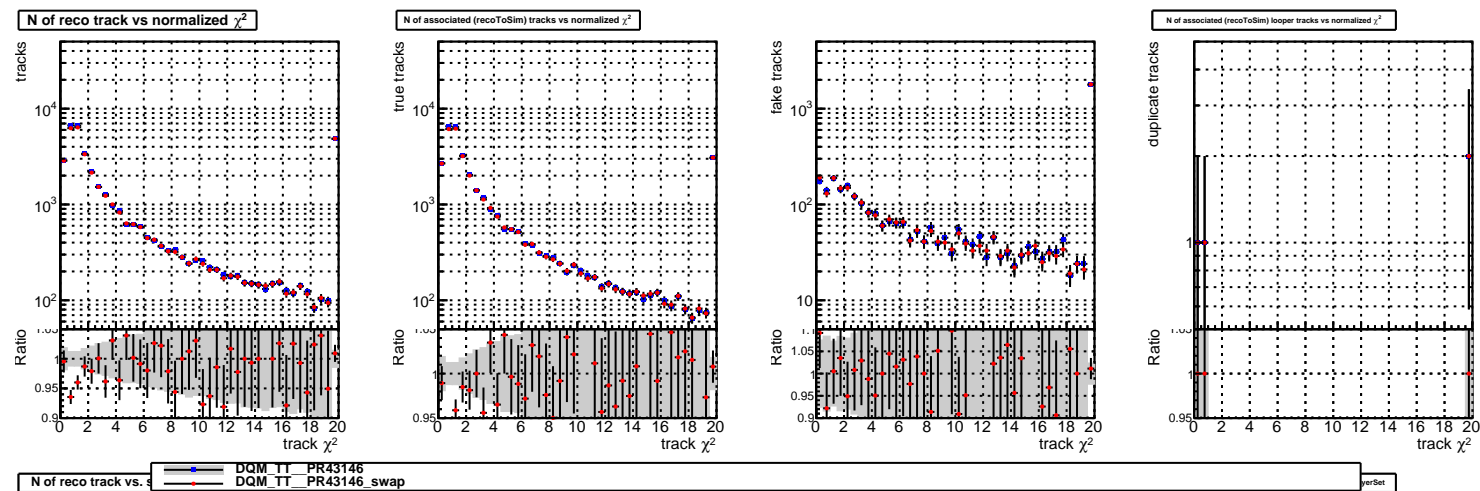 N of reco track vs normalized χ²
N of associated (recoToSim) tracks vs normalized χ²
N of associated (recoToSim) looper tracks vs normalized χ²
tracks
10⁴
10³
10²
Ratio
1
0.95
0.9
0 2 4 6 8 10 12 14 16 18 20
track χ²
true tracks
10⁴
10³
10²
Ratio
1
0.95
0 2 4 6 8 10 12 14 16 18 20
track χ²
fake tracks
10³
10²
10
Ratio
1.05
1
0.95
0.9
0 2 4 6 8 10 12 14 16 18 20
track χ²
duplicate tracks
1
Ratio
1
0.95
0 2 4 6 8 10 12 14 16 18 20
track χ²
N of reco track vs. s
DQM_TT__PR43146
DQM_TT__PR43146_swap
yerSet